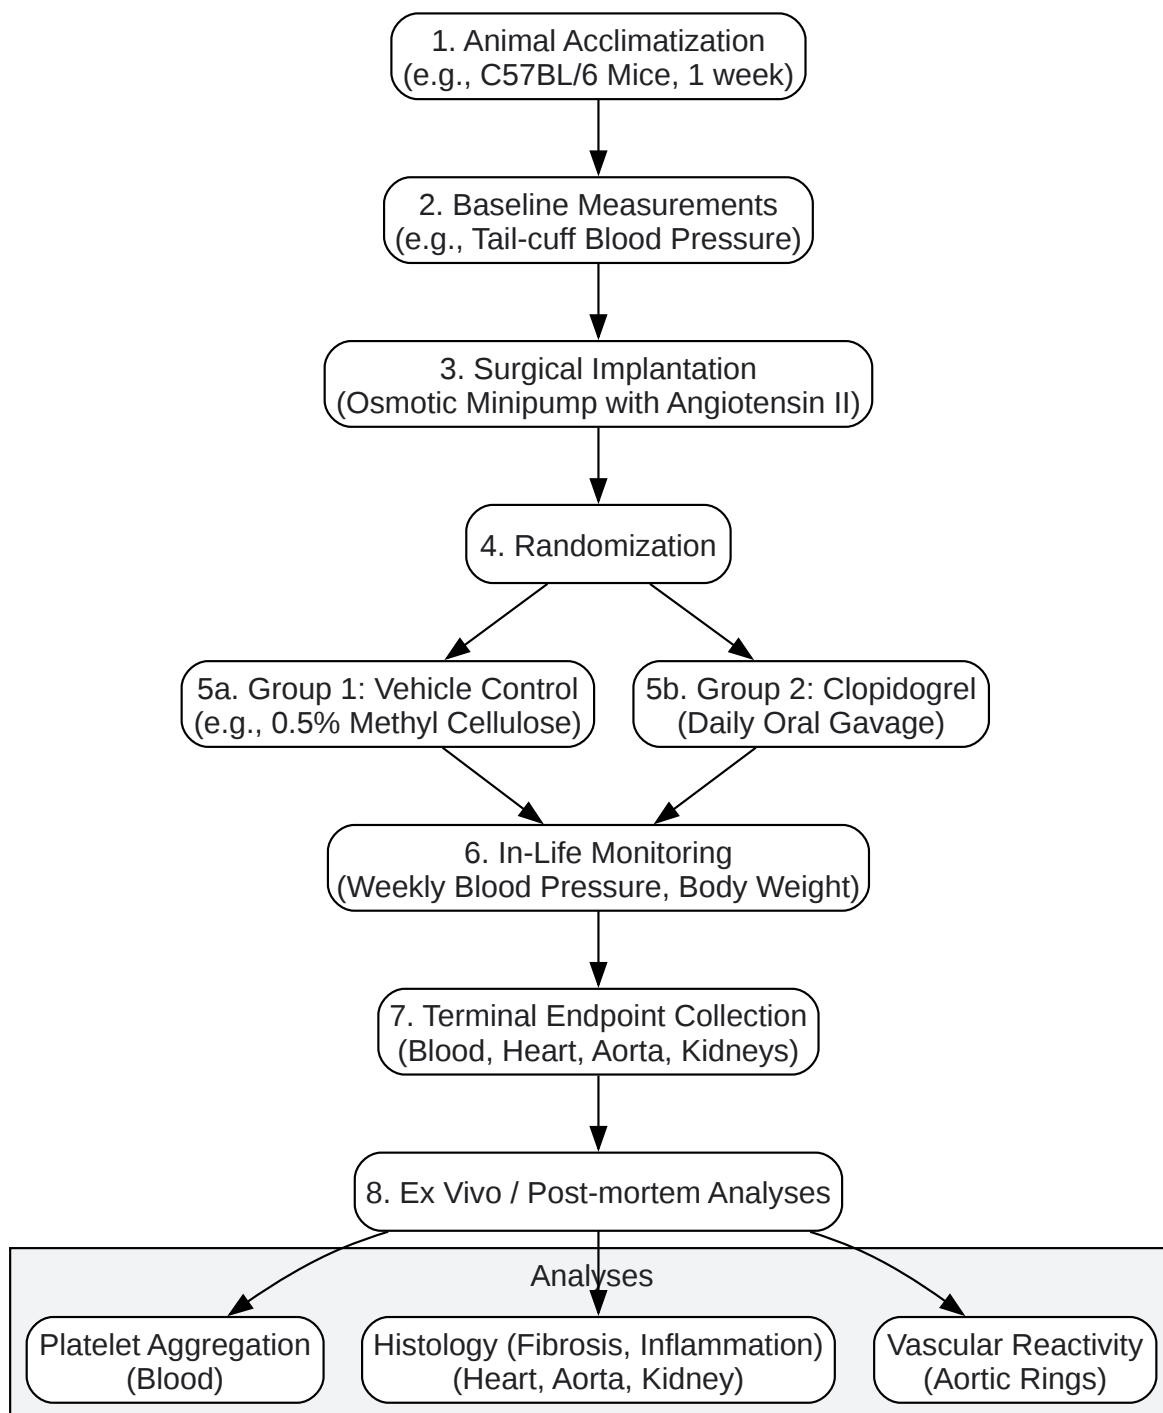 1. Animal Acclimatization
(e.g., C57BL/6 Mice, 1 week)
2. Baseline Measurements
(e.g., Tail-cuff Blood Pressure)
3. Surgical Implantation
(Osmotic Minipump with Angiotensin II)
4. Randomization
5a. Group 1: Vehicle Control
(e.g., 0.5% Methyl Cellulose)
5b. Group 2: Clopidogrel
(Daily Oral Gavage)
6. In-Life Monitoring
(Weekly Blood Pressure, Body Weight)
7. Terminal Endpoint Collection
(Blood, Heart, Aorta, Kidneys)
8. Ex Vivo / Post-mortem Analyses
Analyses
Platelet Aggregation
(Blood)
Histology (Fibrosis, Inflammation)
(Heart, Aorta, Kidney)
Vascular Reactivity
(Aortic Rings)